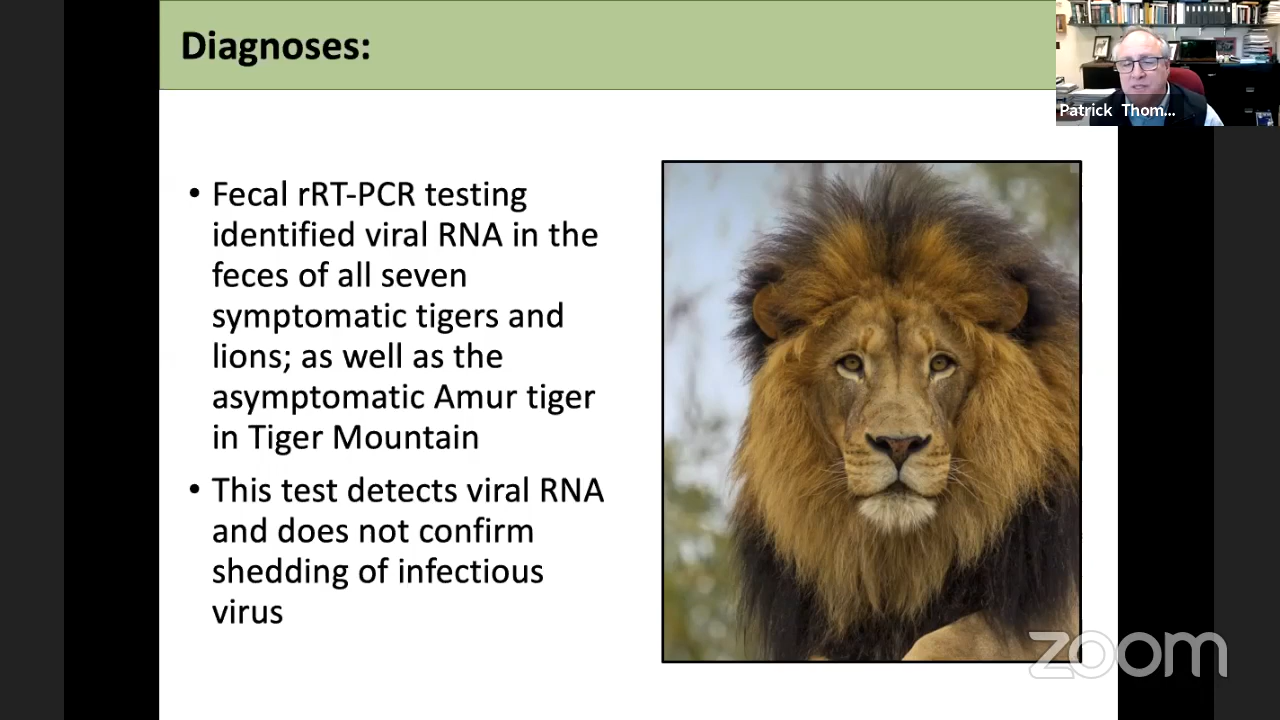 Diagnoses:
Patrick Thom...
• Fecal rRT-PCR testing
identified viral RNA in the
feces of all seven
symptomatic tigers and
lions; as well as the
asymptomatic Amur tiger
in Tiger Mountain
• This test detects viral RNA
and does not confirm
shedding of infectious
virus
zoom